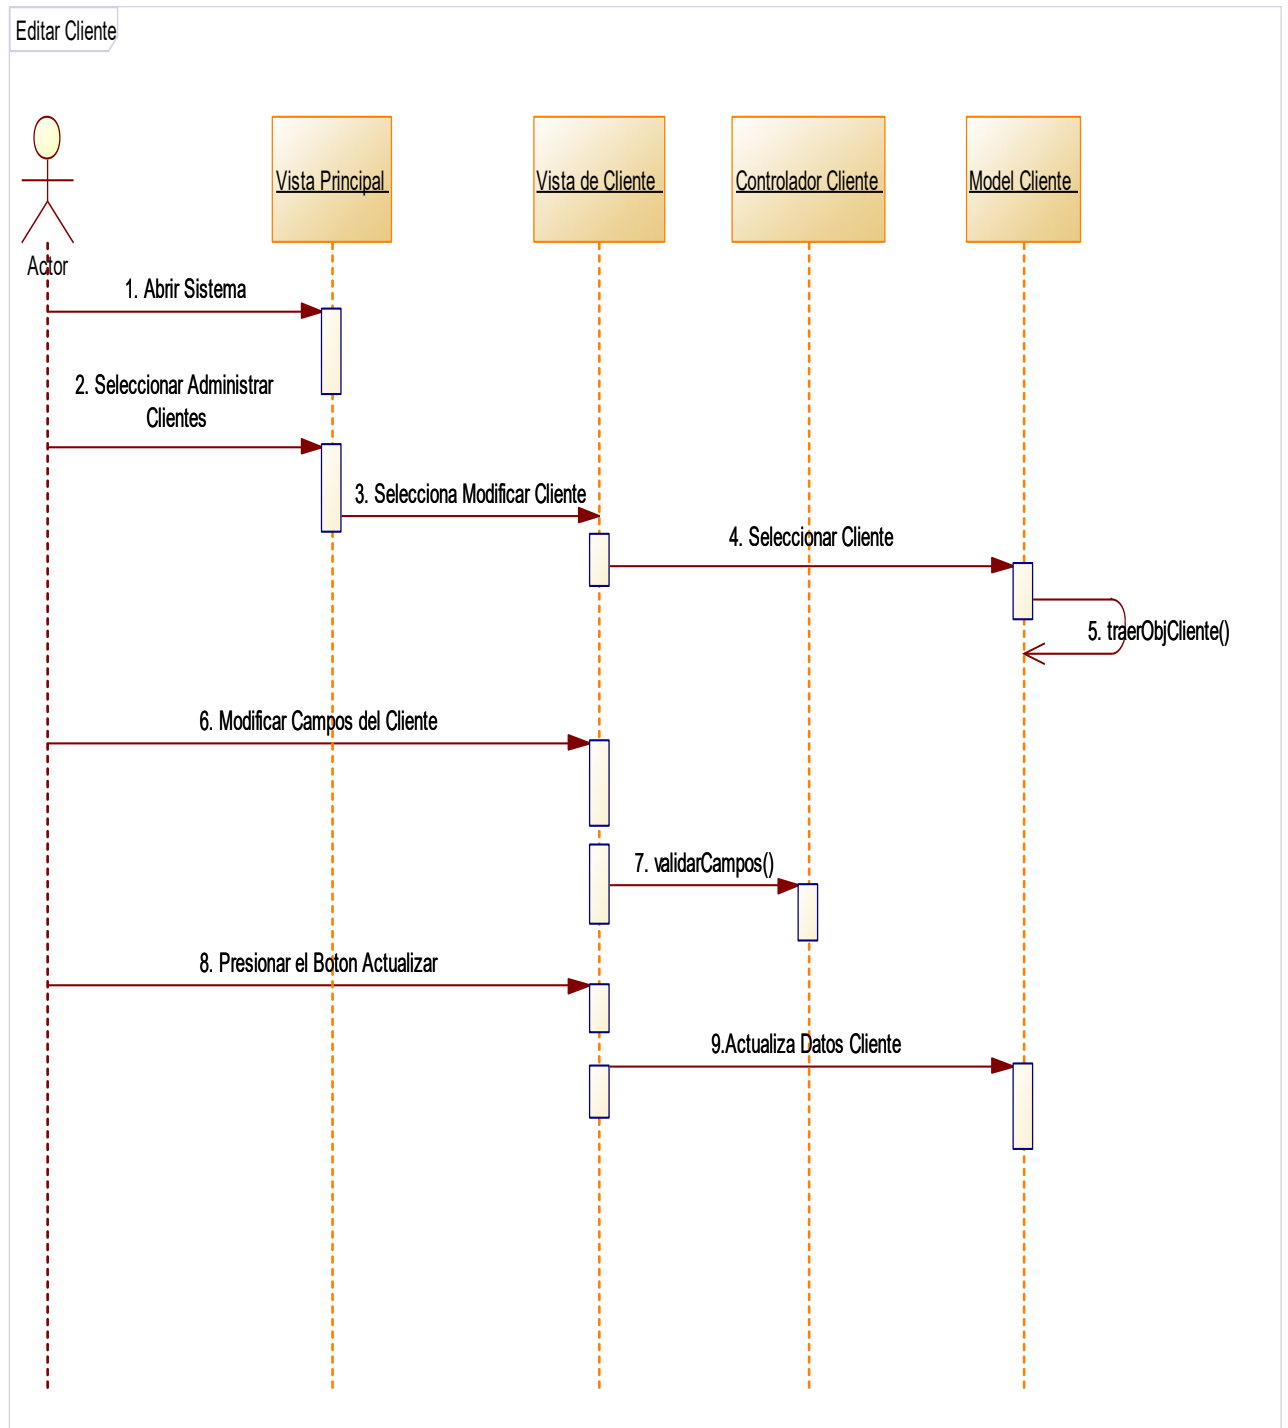 Editar Cliente
Vista Principal
Vista de Cliente
Controlador Cliente
Model Cliente
Actor
1. Abrir Sistema
2. Seleccionar Administrar
Clientes
3. Selecciona Modificar Cliente
4. Seleccionar Cliente
5. traerObjCliente()
6. Modificar Campos del Cliente
7. validarCampos()
8. Presionar el Boton Actualizar
9.Actualiza Datos Cliente